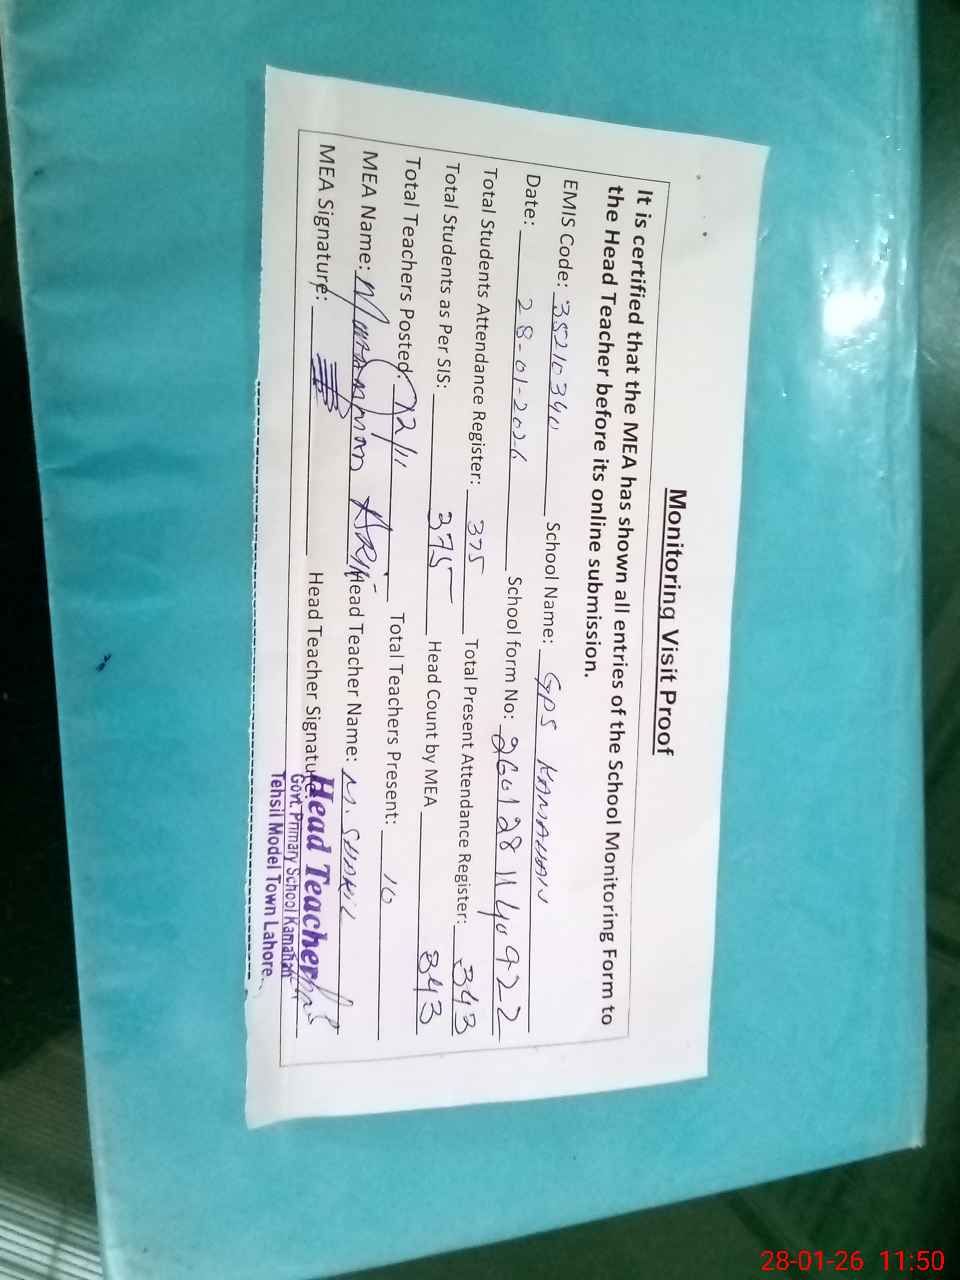 Monitoring Visit Proof
It is certified that the MEA has shown all entries of the School Monitoring Form to
the Head Teacher before its online submission.
EMIS Code: 35210340 School Name: GPS KAMAHAN
Date: 28-01-2026 School form No: 260128 1140922
Total Students Attendance Register: 375 Total Present Attendance Register: 343
Total Students as Per SIS: 375 Head Count by MEA 343
Total Teachers Posted: 12/11 Total Teachers Present: 10
MEA Name: Muhammad Head Teacher Name: M. SHAKIL
MEA Signature: Head Teacher Signature:
Head Teacher
Govt. Primary School Kamahan
Tehsil Model Town Lahore.
28-01-26 11:50